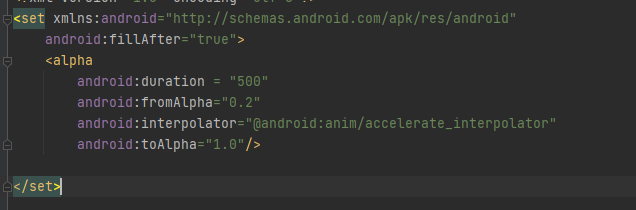 <set xmlns:android="http://schemas.android.com/apk/res/android"
android:fillAfter="true">
<alpha
android:duration = "500"
android:fromAlpha="0.2"
android:interpolator="@android:anim/accelerate_interpolator"
android:toAlpha="1.0"/>
</set>